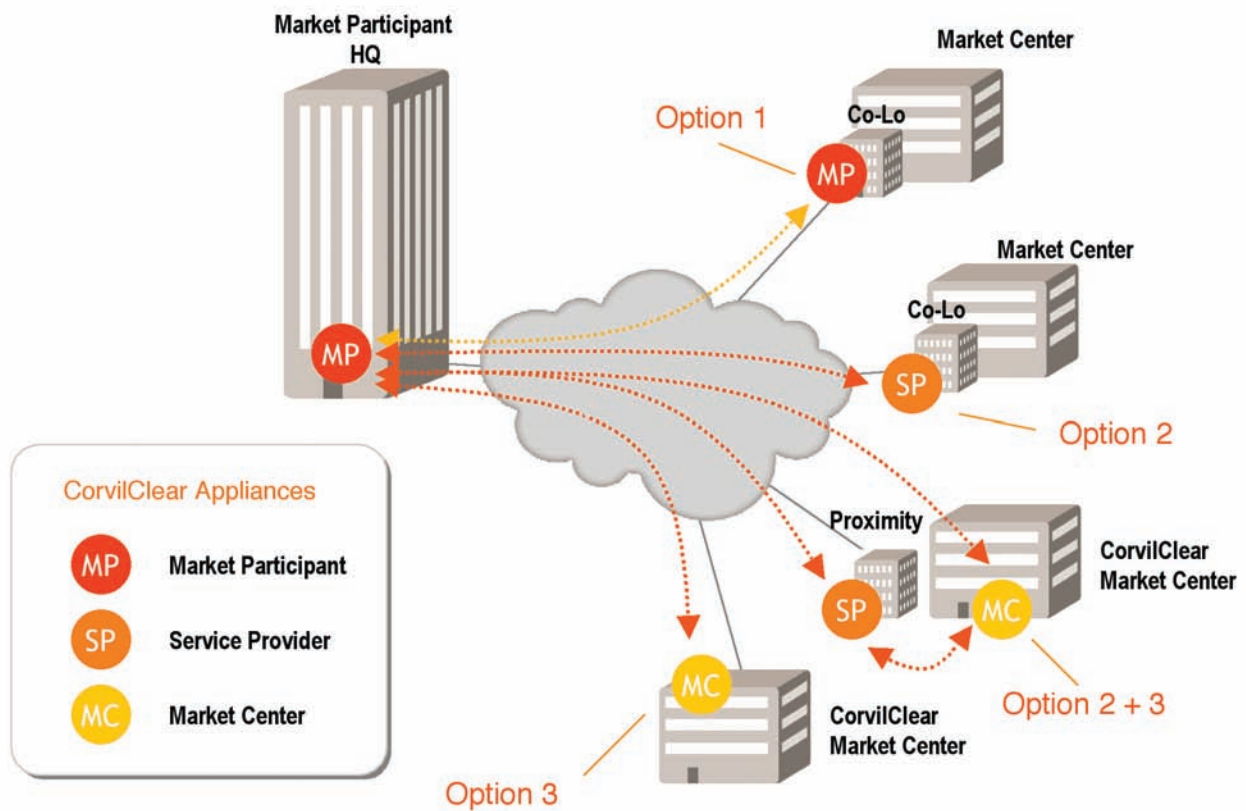 Market Participant
HQ
Market Center
Co-Lo
Option 1
MP
Market Center
Co-Lo
MP
SP
Option 2
CorvilClear Appliances
MP Market Participant
SP Service Provider
MC Market Center
Proximity
CorvilClear
Market Center
SP
MC
Option 2 + 3
MC
CorvilClear
Market Center
Option 3